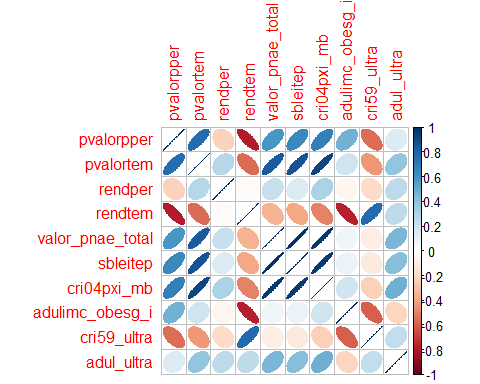 pvalorpper
pvalortem
rendper
rendtem
valor_pnae_total
sbleitep
cri04pxi_mb
adulimc_obesg_i
cri59_ultra
adul_ultra
pvalorpper
pvalortem
rendper
rendtem
valor_pnae_total
sbleitep
cri04pxi_mb
adulimc_obesg_i
cri59_ultra
adul_ultra
1
0.8
0.6
0.4
0.2
0
-0.2
-0.4
-0.6
-0.8
-1